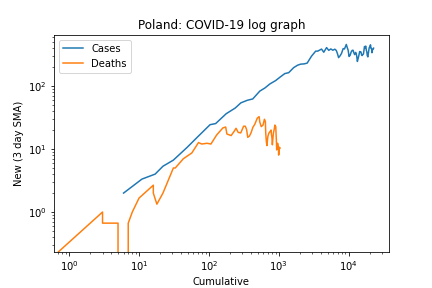 Poland: COVID-19 log graph
Cases
Deaths
New (3 day SMA)
10²
10¹
10⁰
10⁰ 10¹ 10² 10³ 10⁴
Cumulative